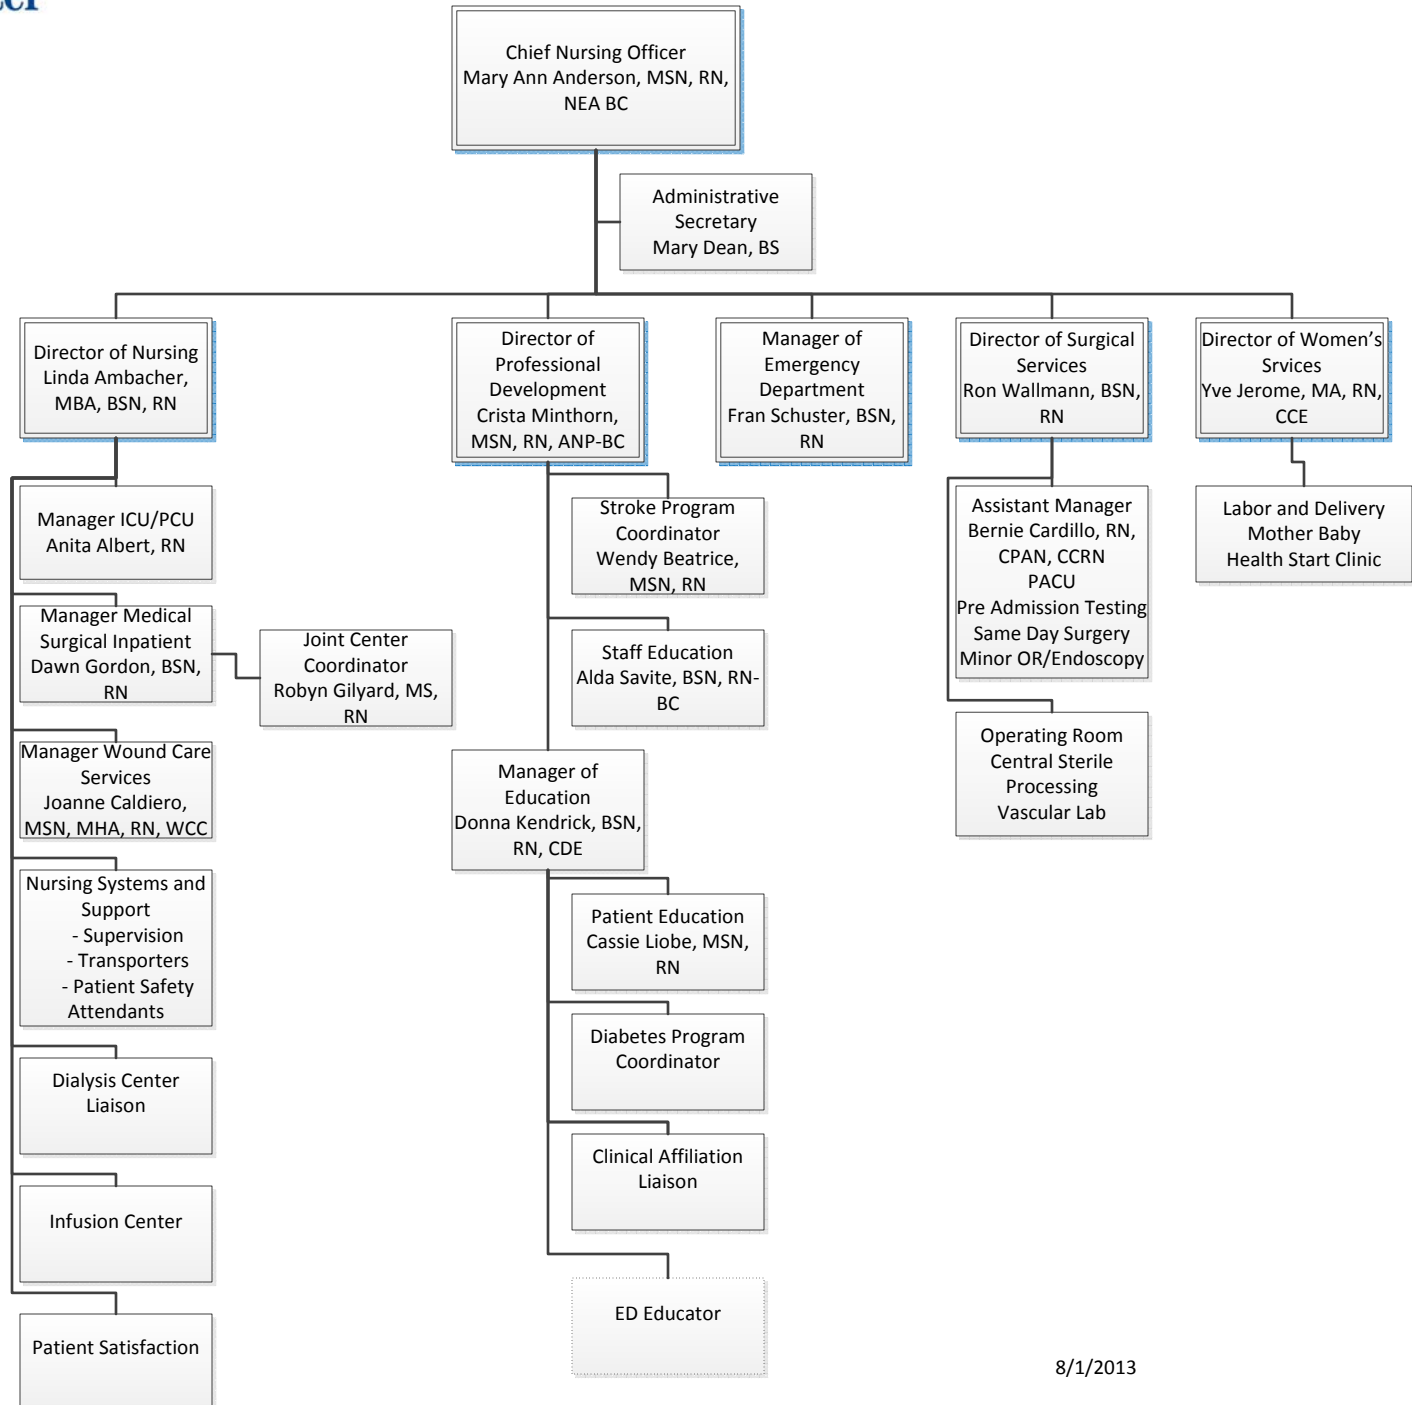 Chief Nursing Officer
Mary Ann Anderson, MSN, RN,
NEA BC
Administrative
Secretary
Mary Dean, BS
Director of Nursing
Linda Ambacher,
MBA, BSN, RN
Director of
Professional
Development
Crista Minthorn,
MSN, RN, ANP-BC
Manager of
Emergency
Department
Fran Schuster, BSN,
RN
Director of Surgical
Services
Ron Wallmann, BSN,
RN
Director of Women's
Srvices
Yve Jerome, MA, RN,
CCE
Manager ICU/PCU
Anita Albert, RN
Manager Medical
Surgical Inpatient
Dawn Gordon, BSN,
RN
Joint Center
Coordinator
Robyn Gilyard, MS,
RN
Manager Wound Care
Services
Joanne Caldiero,
MSN, MHA, RN, WCC
Nursing Systems and
Support
- Supervision
- Transporters
- Patient Safety
Attendants
Dialysis Center
Liaison
Infusion Center
Patient Satisfaction
Stroke Program
Coordinator
Wendy Beatrice,
MSN, RN
Staff Education
Alda Savite, BSN, RN-
BC
Manager of
Education
Donna Kendrick, BSN,
RN, CDE
Patient Education
Cassie Liobe, MSN,
RN
Diabetes Program
Coordinator
Clinical Affiliation
Liaison
ED Educator
Assistant Manager
Bernie Cardillo, RN,
CPAN, CCRN
PACU
Pre Admission Testing
Same Day Surgery
Minor OR/Endoscopy
Operating Room
Central Sterile
Processing
Vascular Lab
Labor and Delivery
Mother Baby
Health Start Clinic
8/1/2013